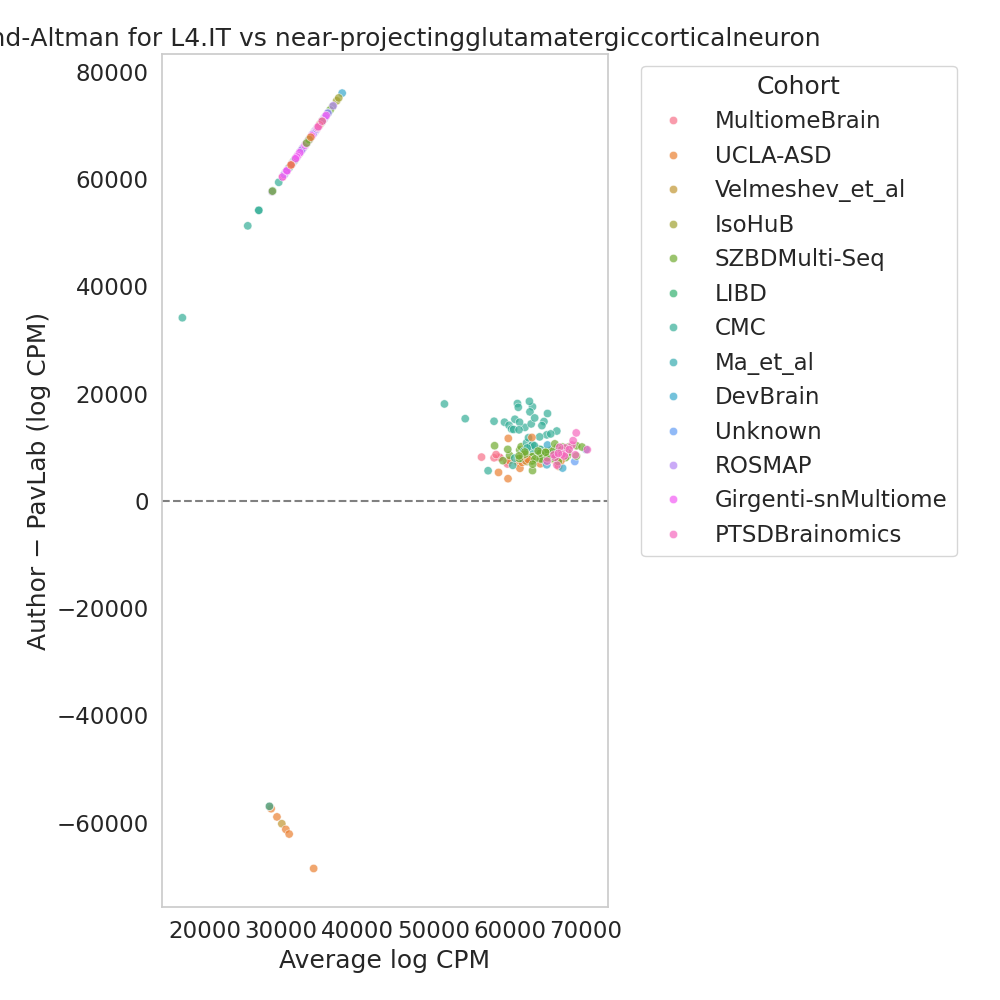 nd-Altman for L4.IT vs near-projectingglutamatergiccorticalneuron
80000
60000
40000
20000
0
−20000
−40000
−60000
Author − PavLab (log CPM)
20000 30000 40000 50000 60000 70000
Average log CPM
Cohort
MultiomeBrain
UCLA-ASD
Velmeshev_et_al
IsoHuB
SZBDMulti-Seq
LIBD
CMC
Ma_et_al
DevBrain
Unknown
ROSMAP
Girgenti-snMultiome
PTSDBrainomics